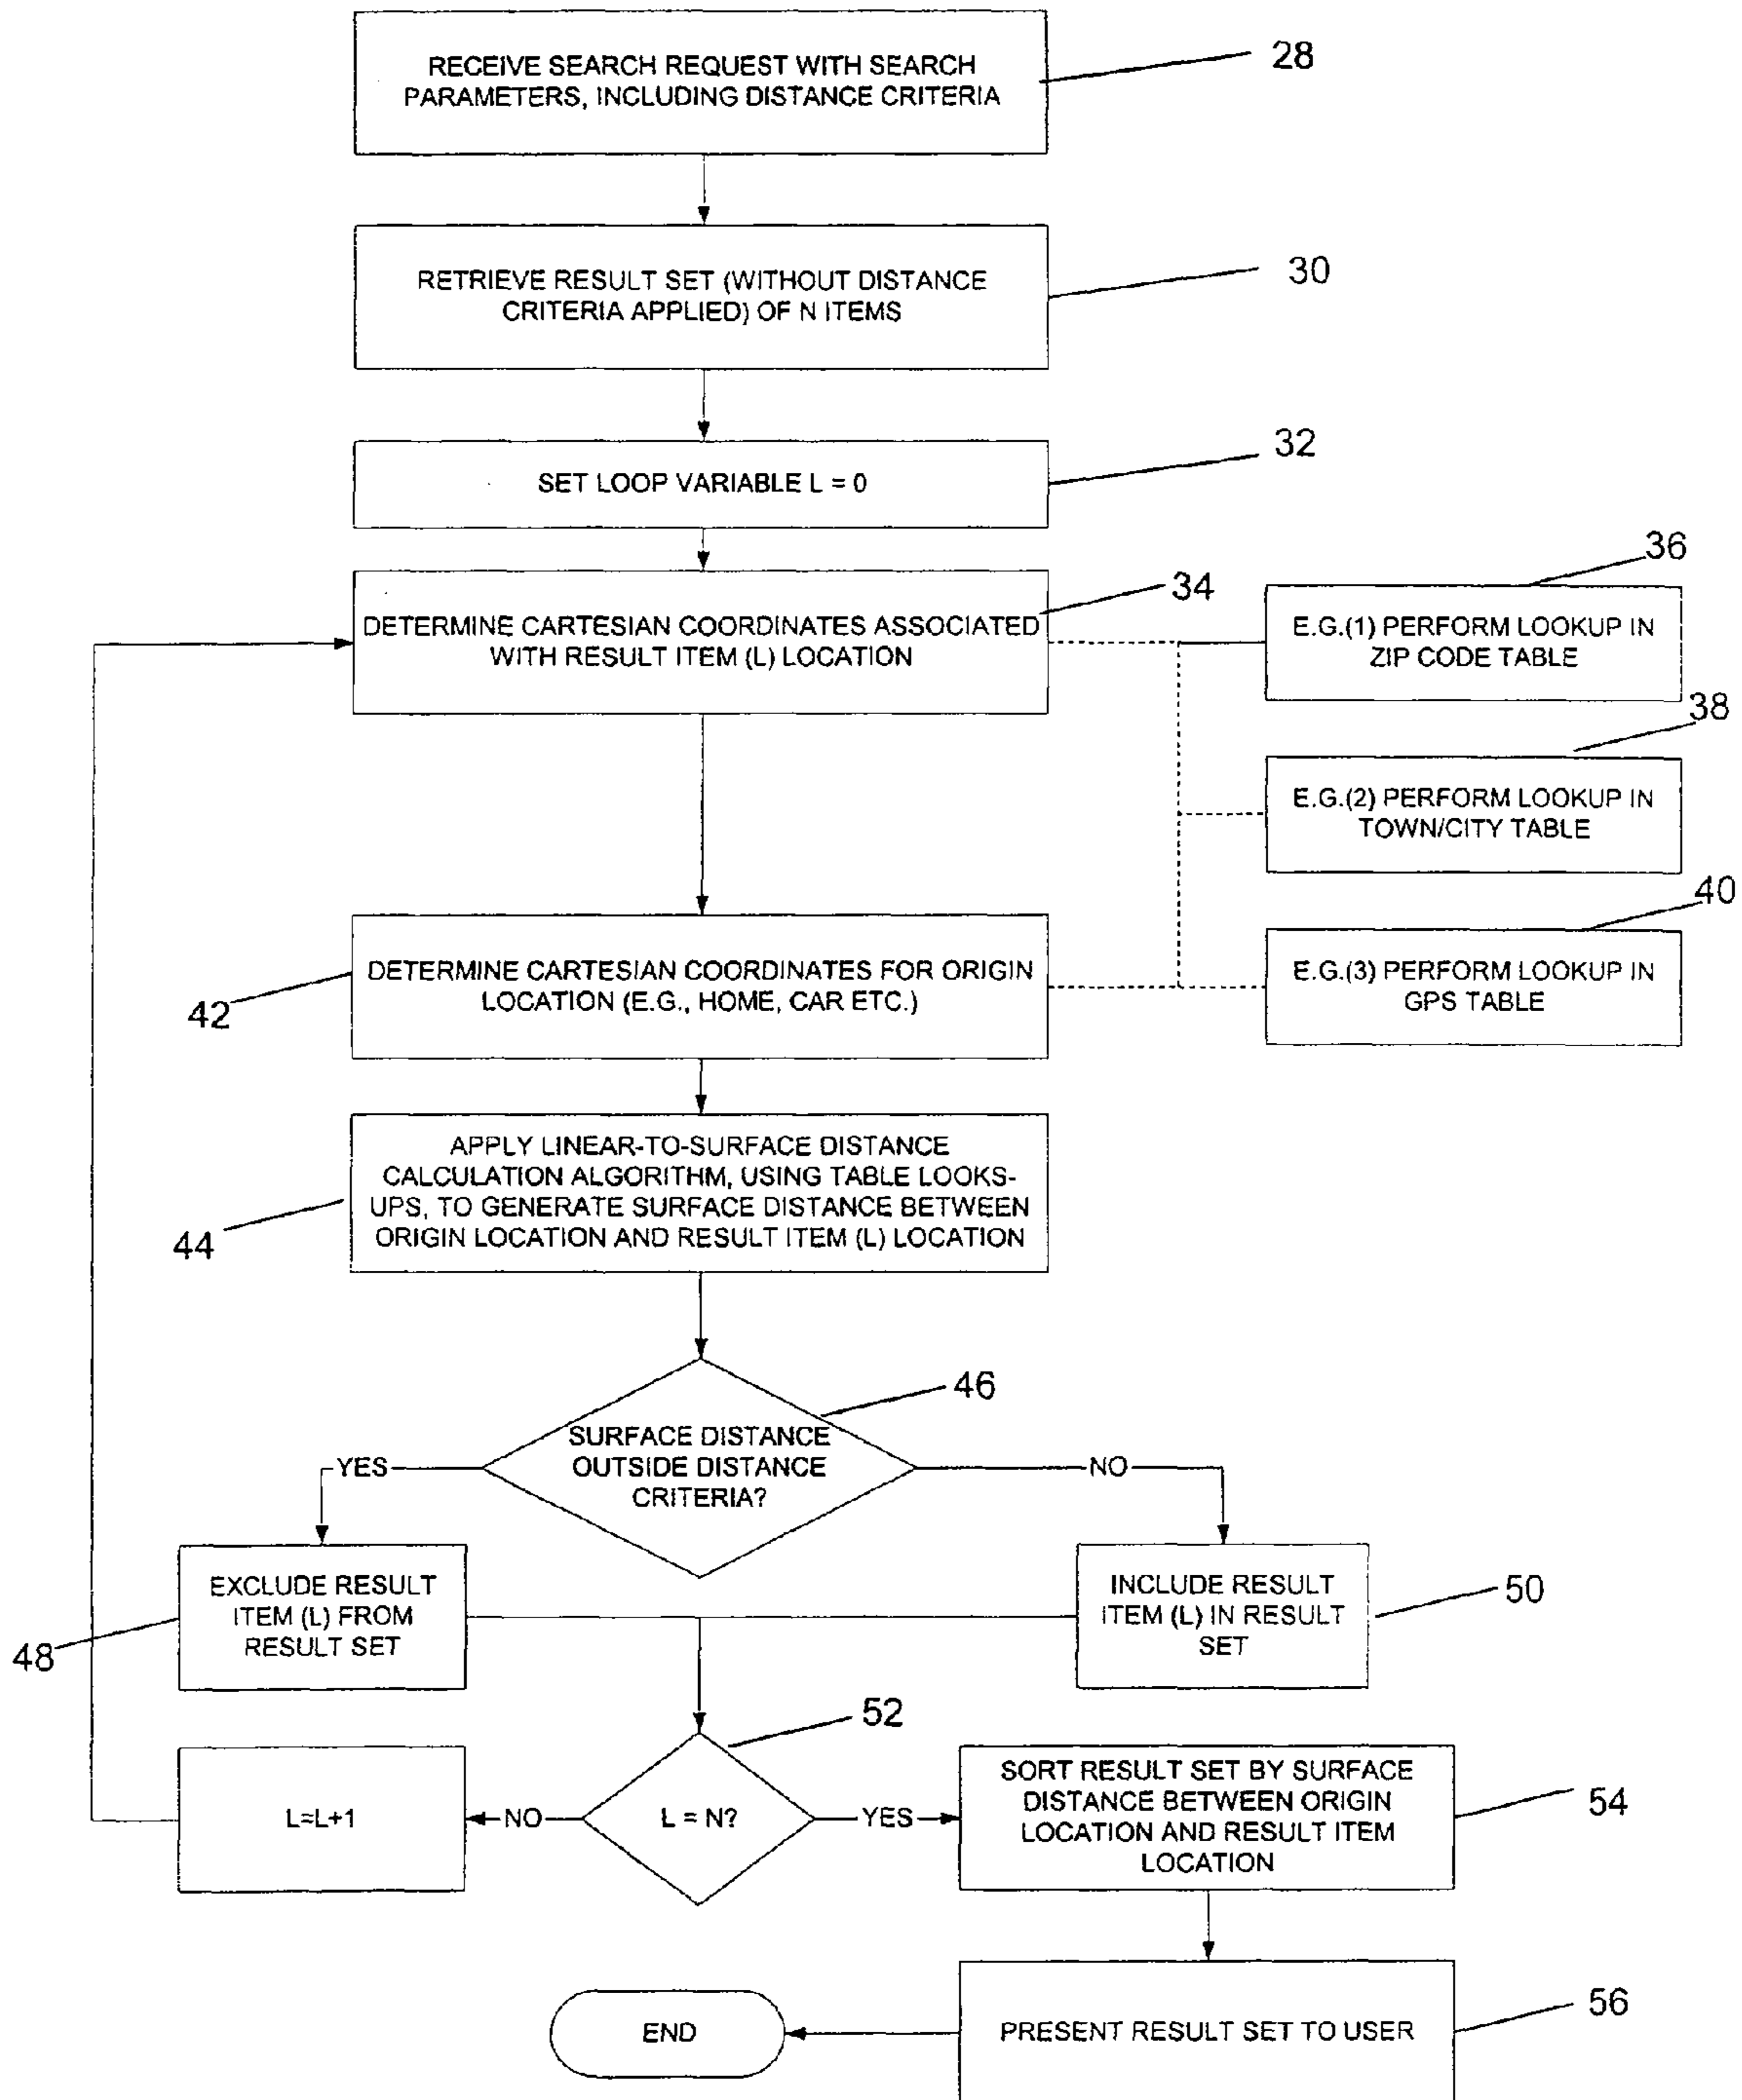 RECEIVE SEARCH REQUEST WITH SEARCH
PARAMETERS, INCLUDING DISTANCE CRITERIA
28
RETRIEVE RESULT SET (WITHOUT DISTANCE
CRITERIA APPLIED) OF N ITEMS
30
SET LOOP VARIABLE L = 0
32
DETERMINE CARTESIAN COORDINATES ASSOCIATED
WITH RESULT ITEM (L) LOCATION
34
36
E.G.(1) PERFORM LOOKUP IN
ZIP CODE TABLE
38
E.G.(2) PERFORM LOOKUP IN
TOWN/CITY TABLE
40
E.G.(3) PERFORM LOOKUP IN
GPS TABLE
DETERMINE CARTESIAN COORDINATES FOR ORIGIN
LOCATION (E.G., HOME, CAR ETC.)
42
APPLY LINEAR-TO-SURFACE DISTANCE
CALCULATION ALGORITHM, USING TABLE LOOKS-
UPS, TO GENERATE SURFACE DISTANCE BETWEEN
ORIGIN LOCATION AND RESULT ITEM (L) LOCATION
44
46
SURFACE DISTANCE
OUTSIDE DISTANCE
CRITERIA?
YES
NO
EXCLUDE RESULT
ITEM (L) FROM
RESULT SET
48
INCLUDE RESULT
ITEM (L) IN RESULT
SET
50
52
L = N?
NO
YES
L=L+1
SORT RESULT SET BY SURFACE
DISTANCE BETWEEN ORIGIN
LOCATION AND RESULT ITEM
LOCATION
54
PRESENT RESULT SET TO USER
56
END